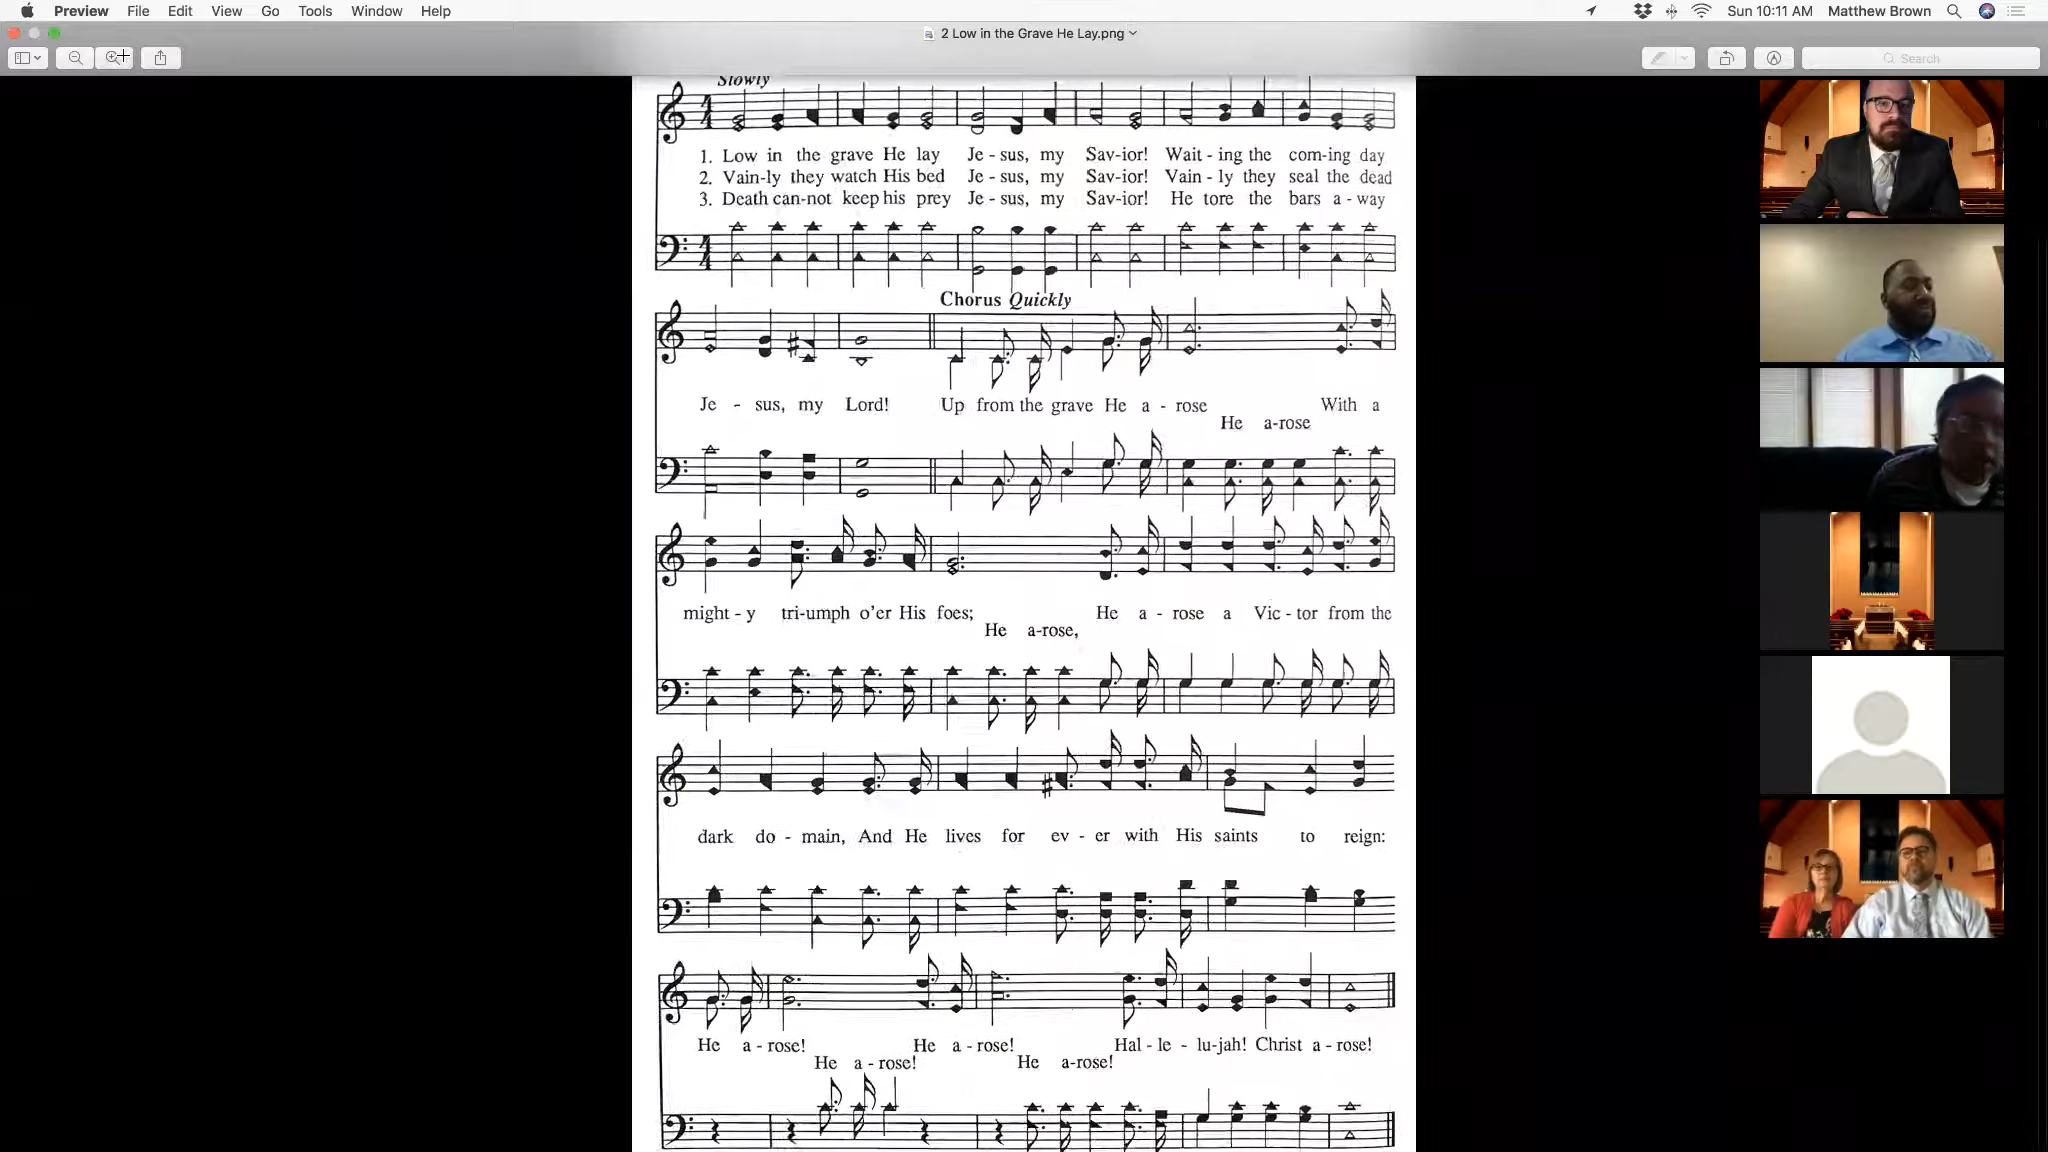 Preview File Edit View Go Tools Window Help Sun 10:11 AM Matthew Brown
2 Low in the Grave He Lay.png
Search
Slowly
1. Low in the grave He lay Je - sus, my Sav-ior! Wait - ing the com-ing day
2. Vain-ly they watch His bed Je - sus, my Sav-ior! Vain - ly they seal the dead
3. Death can-not keep his prey Je - sus, my Sav-ior! He tore the bars a - way
Chorus Quickly
Je - sus, my Lord! Up from the grave He a - rose With a
He a-rose
might - y tri-umph o'er His foes; He a - rose a Vic - tor from the
He a-rose,
dark do - main, And He lives for ev - er with His saints to reign:
He a - rose! He a - rose! Hal - le - lu-jah! Christ a - rose!
He a - rose! He a-rose!